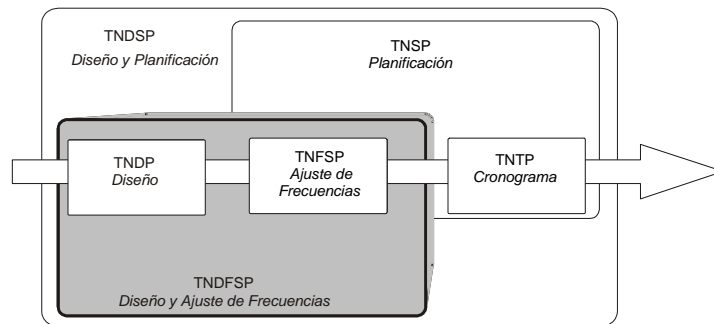 TNDSP
Diseño y Planificación
TNSP
Planificación
TNDP
Diseño
TNFSP
Ajuste de
Frecuencias
TNTP
Cronograma
TNDFSP
Diseño y Ajuste de Frecuencias